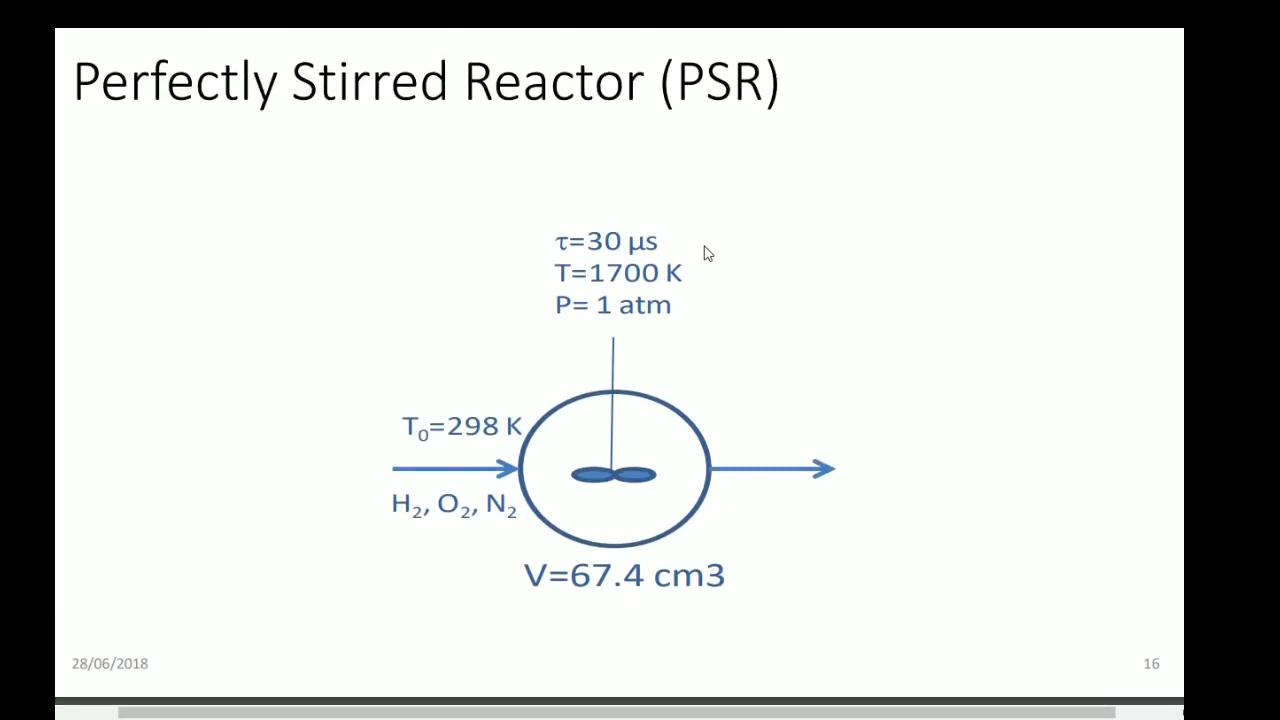 Perfectly Stirred Reactor (PSR)
τ=30 µs
T=1700 K
P= 1 atm
T₀=298 K
H₂, O₂, N₂
V=67.4 cm3
28/06/2018
16